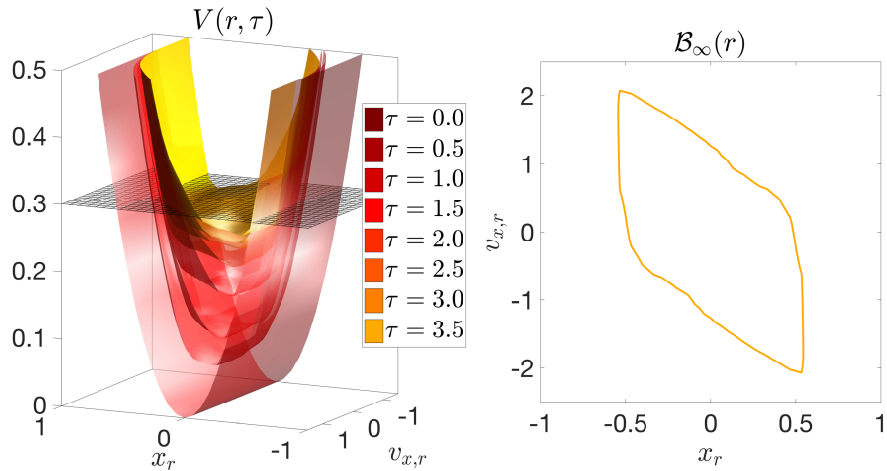 V(r, τ)
0.5
0.4
0.3
0.2
0.1
0
1
0
-1
x_r
1
0
-1
v_{x,r}
τ = 0.0
τ = 0.5
τ = 1.0
τ = 1.5
τ = 2.0
τ = 2.5
τ = 3.0
τ = 3.5
ℬ_∞(r)
2
1
0
-1
-2
v_{x,r}
-1
-0.5
0
0.5
1
x_r